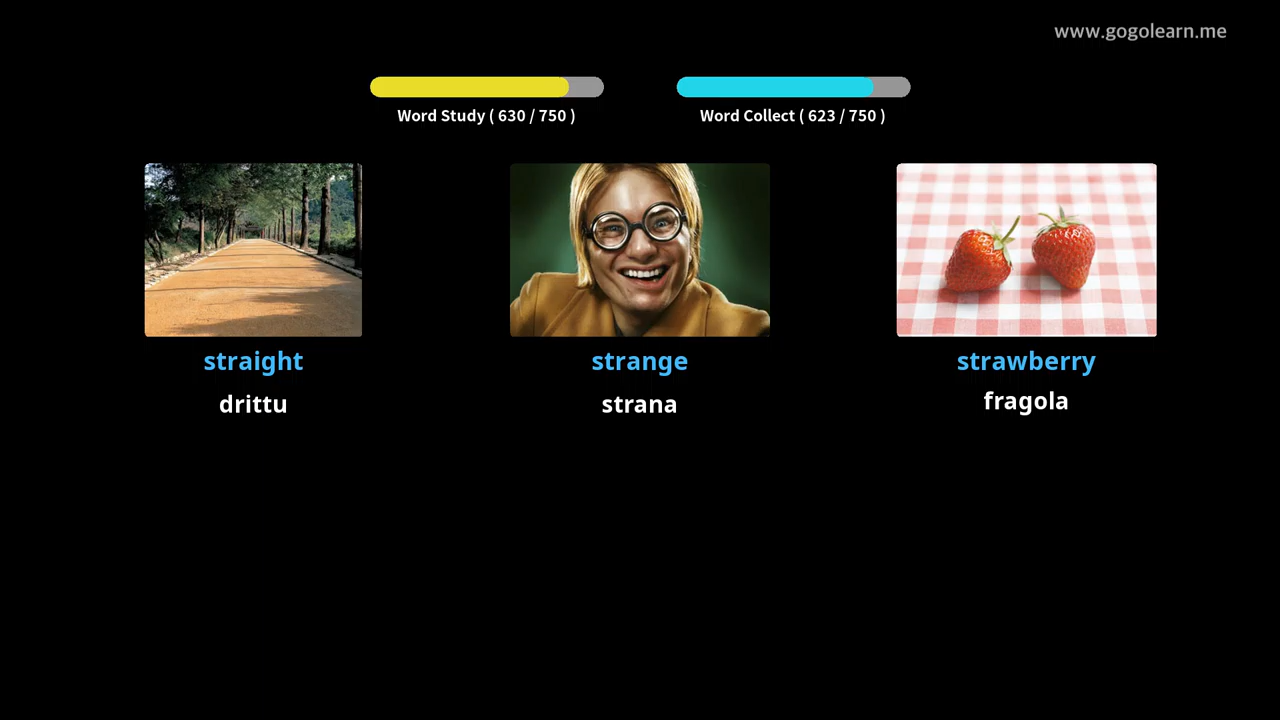 www.gogolearn.me
Word Study ( 630 / 750 )
Word Collect ( 623 / 750 )
straight
strange
strawberry
drittu
strana
fragola